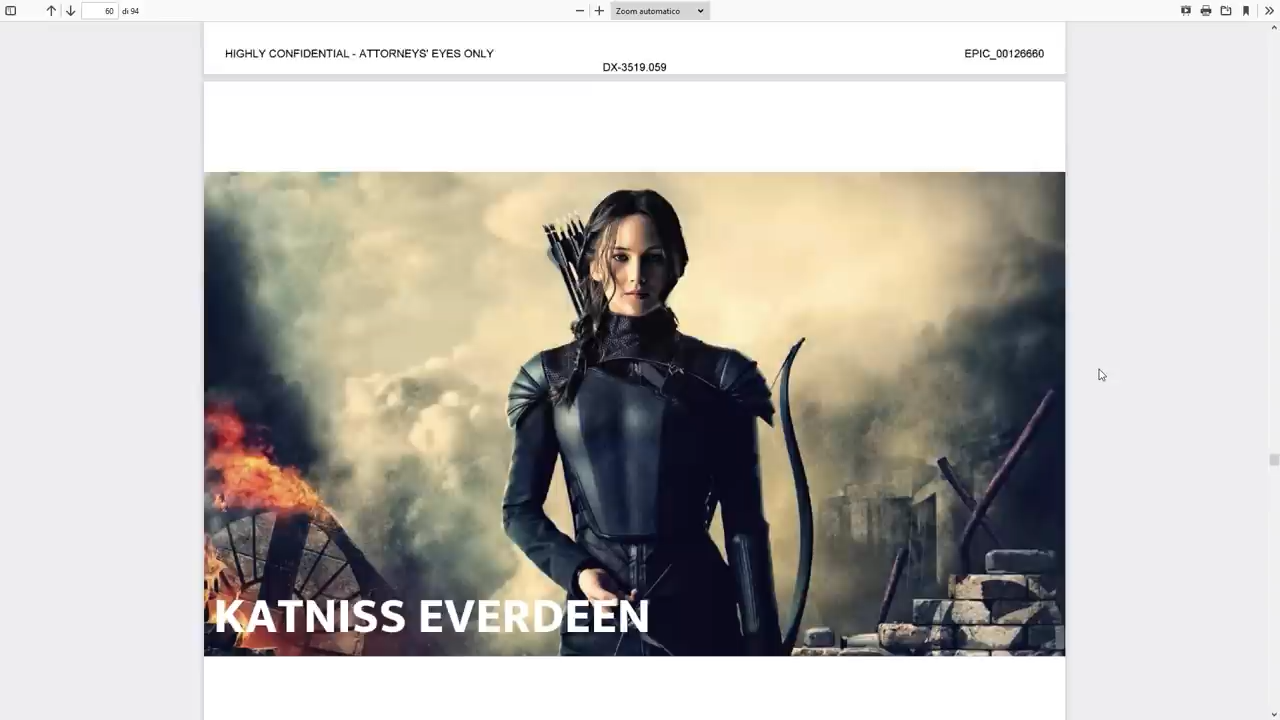 60 di 94 Zoom automatico
HIGHLY CONFIDENTIAL - ATTORNEYS' EYES ONLY
EPIC_00126660
DX-3519.059
KATNISS EVERDEEN